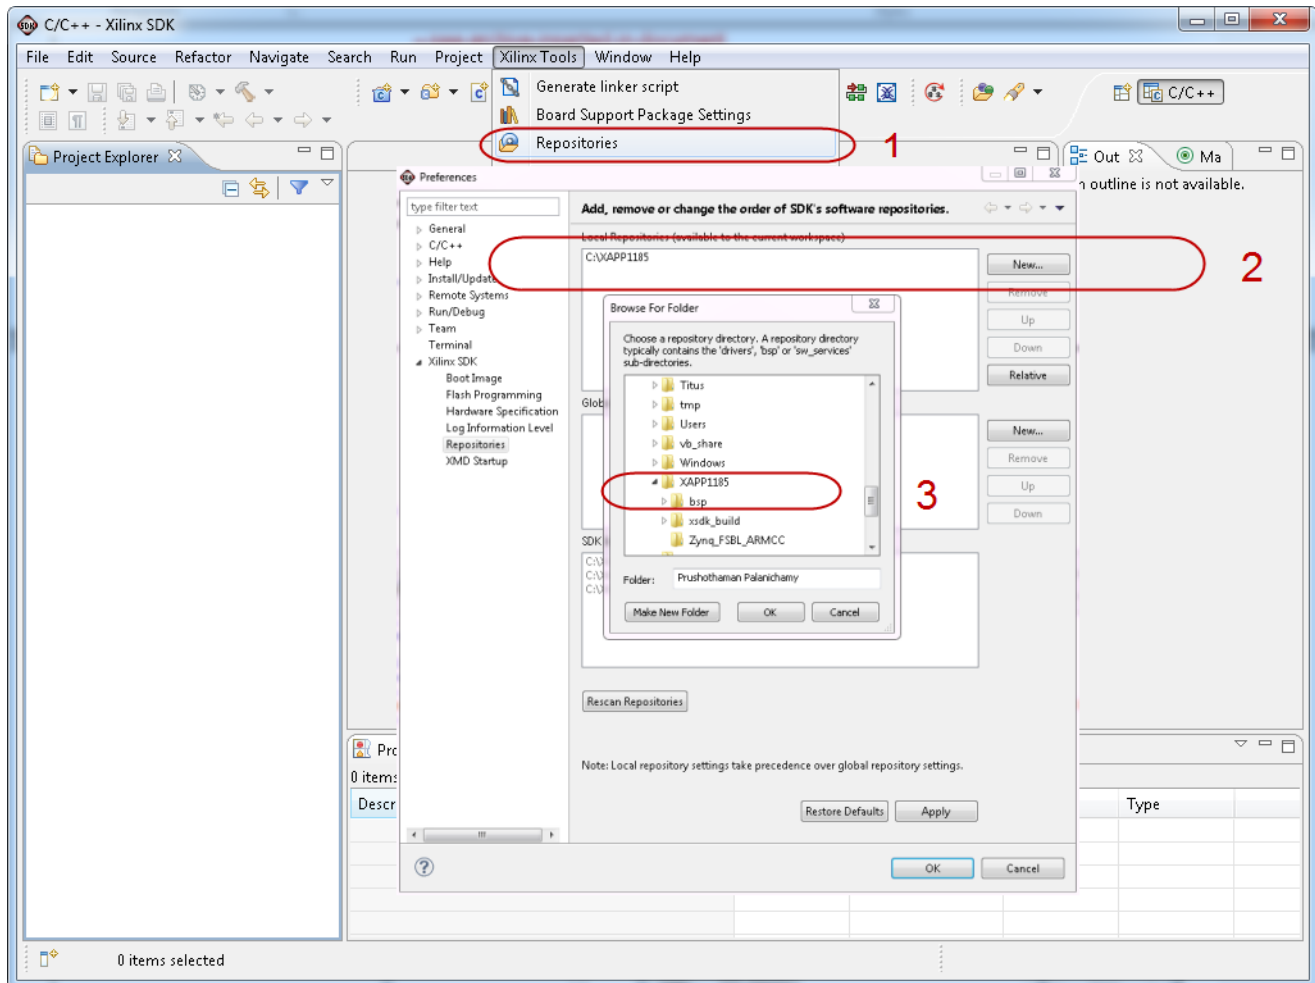 C/C++ - Xilinx SDK
File Edit Source Refactor Navigate Search Run Project Xilinx Tools Window Help
Generate linker script
Board Support Package Settings
Repositories
1
C/C++
Project Explorer
Out
Ma
n outline is not available.
Preferences
type filter text
General
C/C++
Help
Install/Update
Remote Systems
Run/Debug
Team
Terminal
Xilinx SDK
Boot Image
Flash Programming
Hardware Specification
Log Information Level
Repositories
XMD Startup
Add, remove or change the order of SDK's software repositories.
Local Repositories (available to the current workspace)
C:\XAPP1185
New...
Remove
Up
Down
Relative
2
Glob
New...
Remove
Up
Down
SDK
Browse For Folder
Choose a repository directory. A repository directory
typically contains the 'drivers', 'bsp' or 'sw_services'
sub-directories.
Titus
tmp
Users
vb_share
Windows
XAPP1185
bsp
xsdk_build
Zynq_FSBL_ARMCC
3
Folder: Prushothaman Palanichamy
Make New Folder OK Cancel
Rescan Repositories
Note: Local repository settings take precedence over global repository settings.
Restore Defaults Apply
OK Cancel
Pro
0 items
Descr
Type
0 items selected